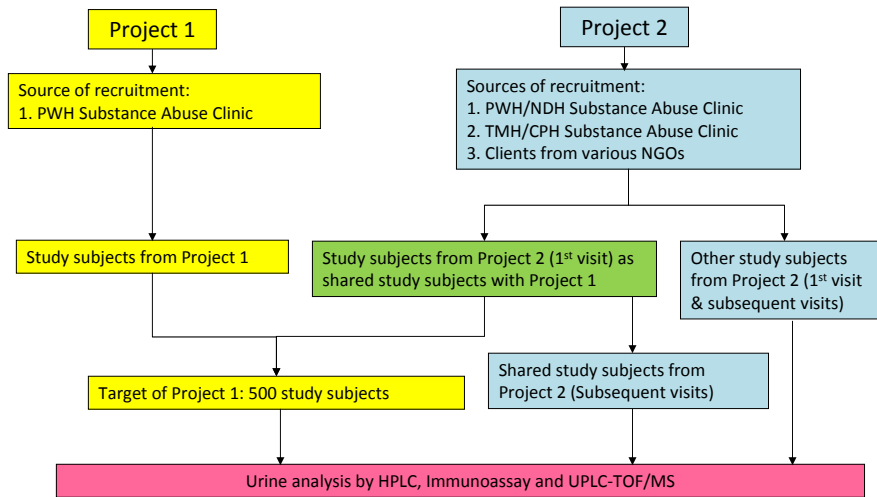 Project 1
Project 2
Source of recruitment:
1. PWH Substance Abuse Clinic
Sources of recruitment:
1. PWH/NDH Substance Abuse Clinic
2. TMH/CPH Substance Abuse Clinic
3. Clients from various NGOs
Study subjects from Project 1
Study subjects from Project 2 (1st visit) as
shared study subjects with Project 1
Other study subjects
from Project 2 (1st visit
& subsequent visits)
Target of Project 1: 500 study subjects
Shared study subjects from
Project 2 (Subsequent visits)
Urine analysis by HPLC, Immunoassay and UPLC-TOF/MS